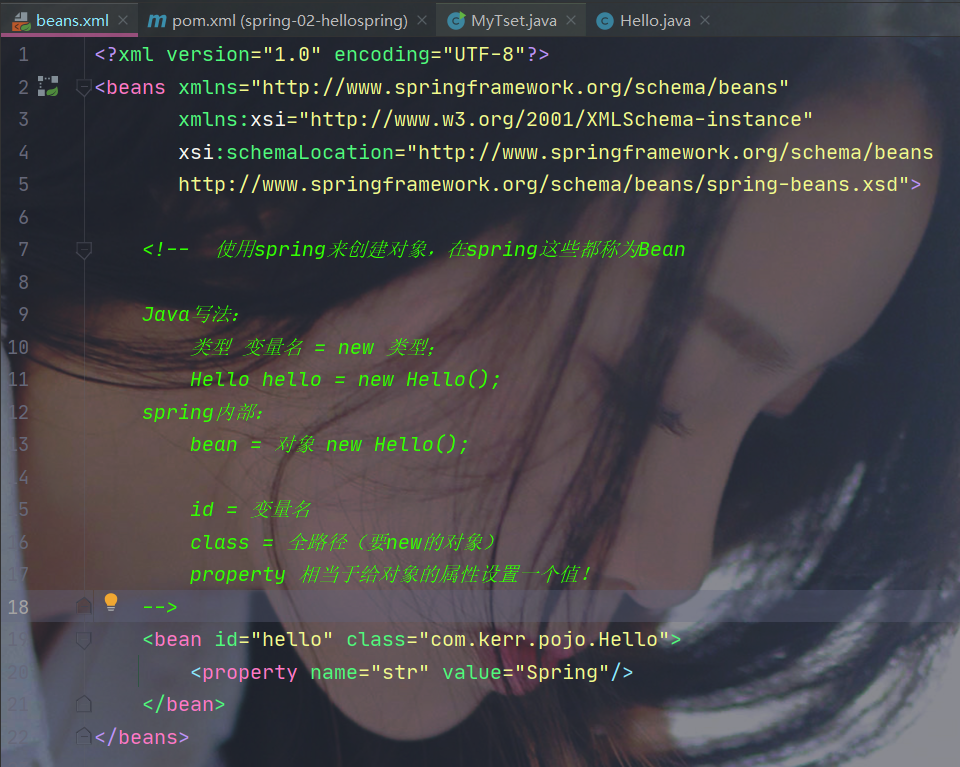 beans.xml
pom.xml (spring-02-hellospring)
MyTset.java
Hello.java
1 <?xml version="1.0" encoding="UTF-8"?>
2 <beans xmlns="http://www.springframework.org/schema/beans"
3 xmlns:xsi="http://www.w3.org/2001/XMLSchema-instance"
4 xsi:schemaLocation="http://www.springframework.org/schema/beans
5 http://www.springframework.org/schema/beans/spring-beans.xsd">
6
7 <!-- 使用spring来创建对象，在spring这些都称为Bean
8
9 Java写法：
10 类型 变量名 = new 类型；
11 Hello hello = new Hello();
12 spring内部：
13 bean = 对象 new Hello();
14
15 id = 变量名
16 class = 全路径（要new的对象）
17 property 相当于给对象的属性设置一个值！
18 -->
19 <bean id="hello" class="com.kerr.pojo.Hello">
20 <property name="str" value="Spring"/>
21 </bean>
22 </beans>